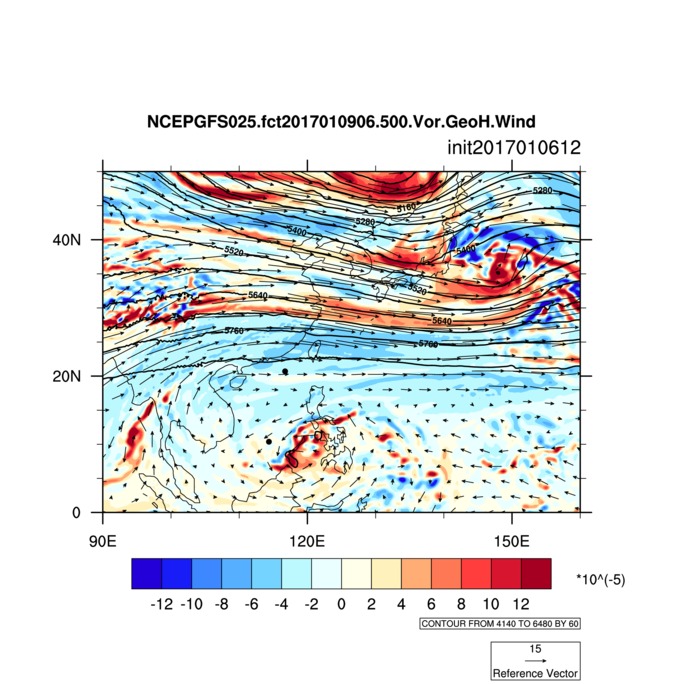 NCEPGFS025.fct2017010906.500.Vor.GeoH.Wind
init2017010612
5280
5160
5280
5400
5400
5520
5520
5640
5640
5760
5760
40N
20N
0
90E 120E 150E
-12 -10 -8 -6 -4 -2 0 2 4 6 8 10 12
*10^(-5)
CONTOUR FROM 4140 TO 6480 BY 60
15
Reference Vector